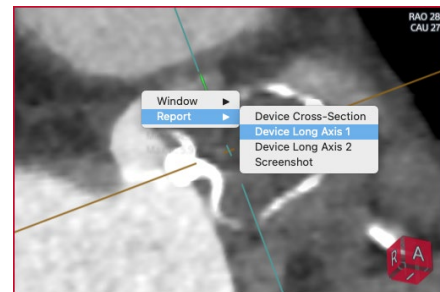 RAO 28
CAU 27
Window
Report
Device Cross-Section
Device Long Axis 1
Device Long Axis 2
Screenshot
R
A